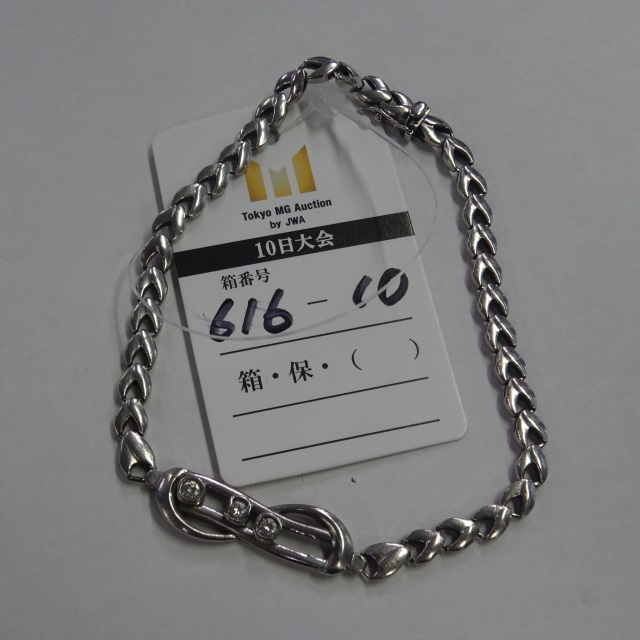 Tokyo MG Auction
by JWA
10日大会
箱番号
616 - 10
箱・保・（ ）